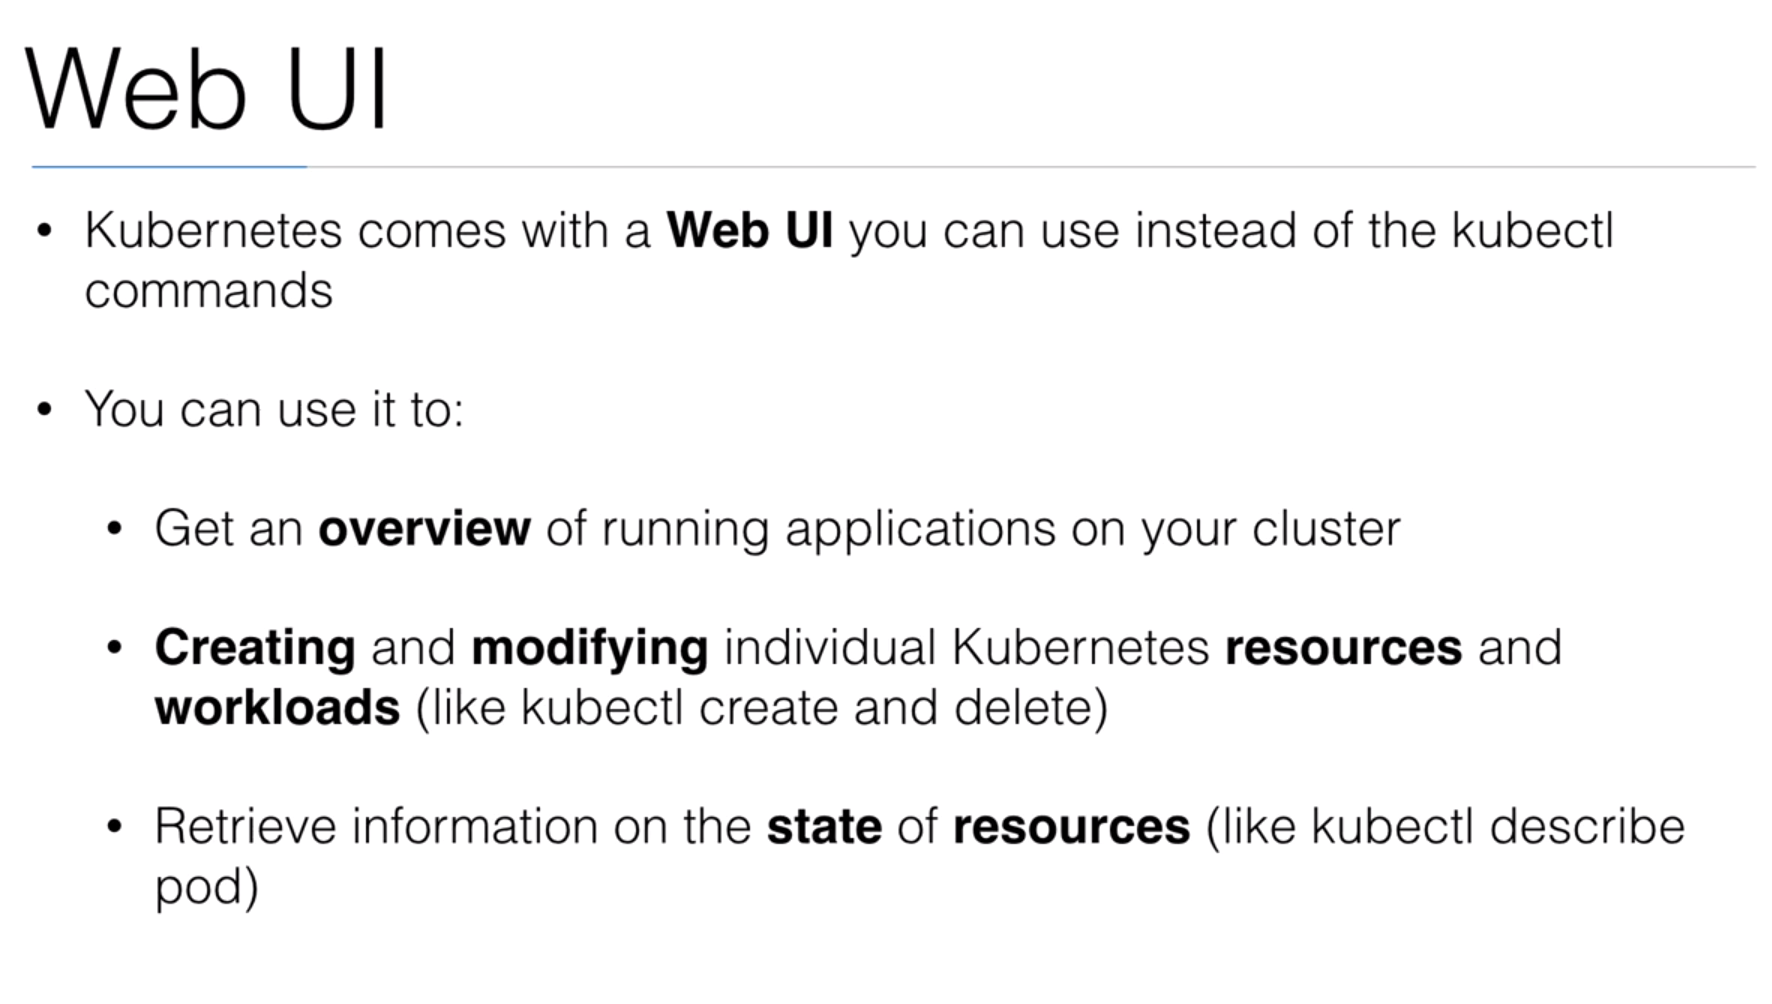 Web UI
• Kubernetes comes with a Web UI you can use instead of the kubectl
commands
• You can use it to:
• Get an overview of running applications on your cluster
• Creating and modifying individual Kubernetes resources and
workloads (like kubectl create and delete)
• Retrieve information on the state of resources (like kubectl describe
pod)